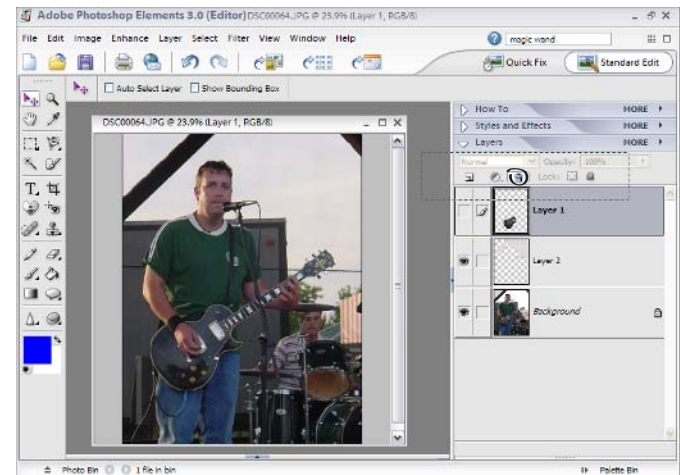 Adobe Photoshop Elements 3.0 (Editor) DSC00064.JPG @ 23.9% (Layer 1, RGB/8)
File Edit Image Enhance Layer Select Filter View Window Help
magic wand
Quick Fix
Standard Edit
Auto Select Layer Show Bounding Box
DSC00064.JPG @ 23.9% (Layer 1, RGB/8)
How To MORE
Styles and Effects MORE
Layers MORE
Normal Opacity: 100%
Lock:
Layer 1
Layer 2
Background
Photo Bin 1 file in bin Palette Bin